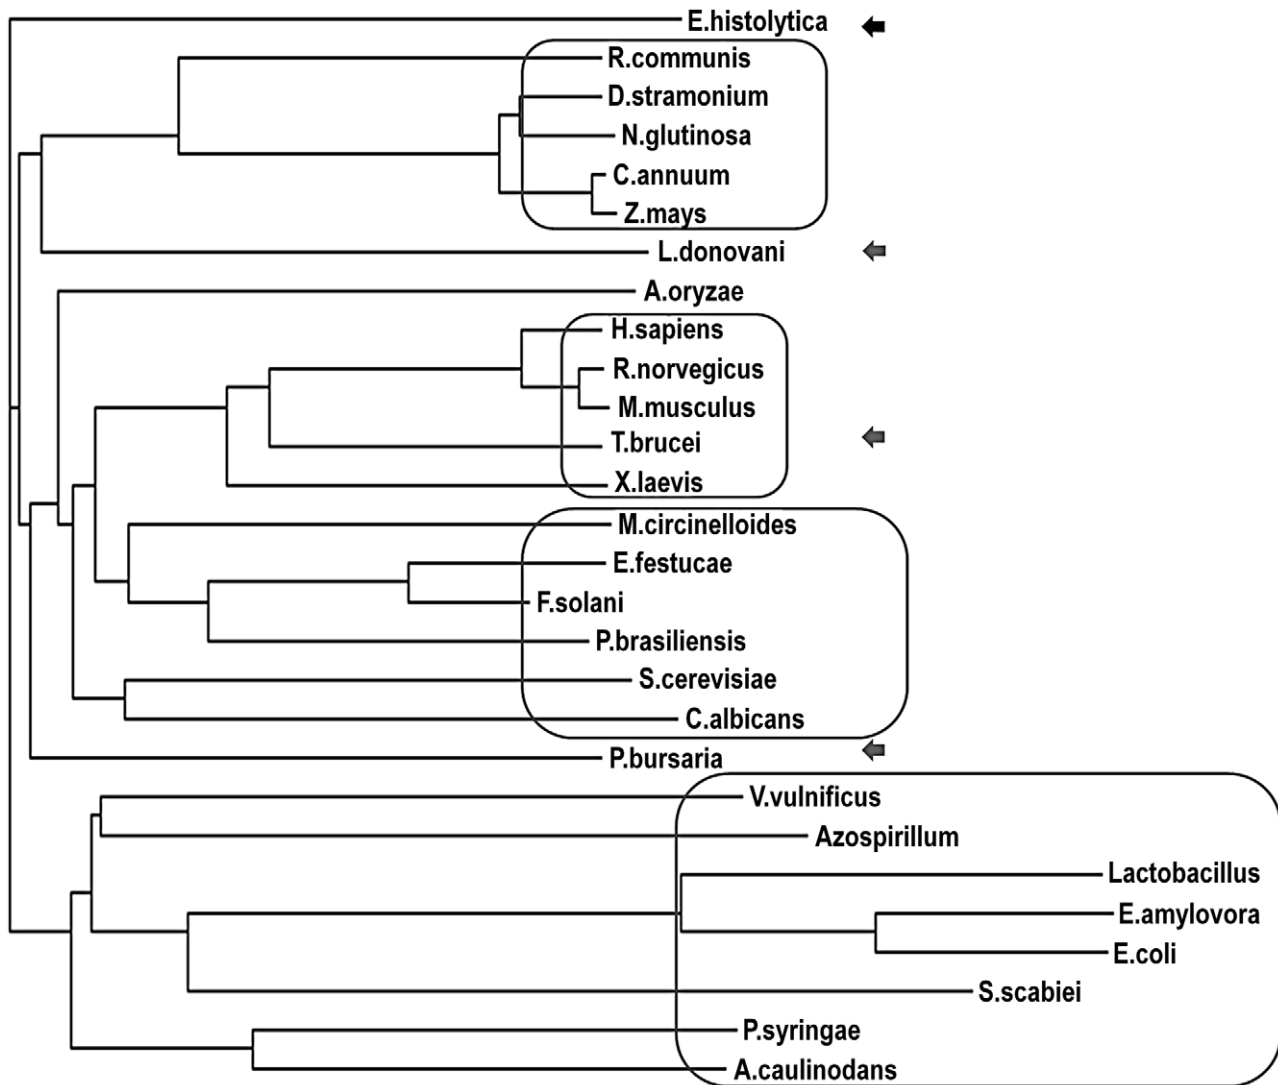 E.histolytica
R.communis
D.stramonium
N.glutinosa
C.annuum
Z.mays
L.donovani
A.oryzae
H.sapiens
R.norvegicus
M.musculus
T.brucei
X.laevis
M.circinelloides
E.festucae
F.solani
P.brasiliensis
S.cerevisiae
C.albicans
P.bursaria
V.vulnificus
Azospirillum
Lactobacillus
E.amylovora
E.coli
S.scabiei
P.syringae
A.caulinodans